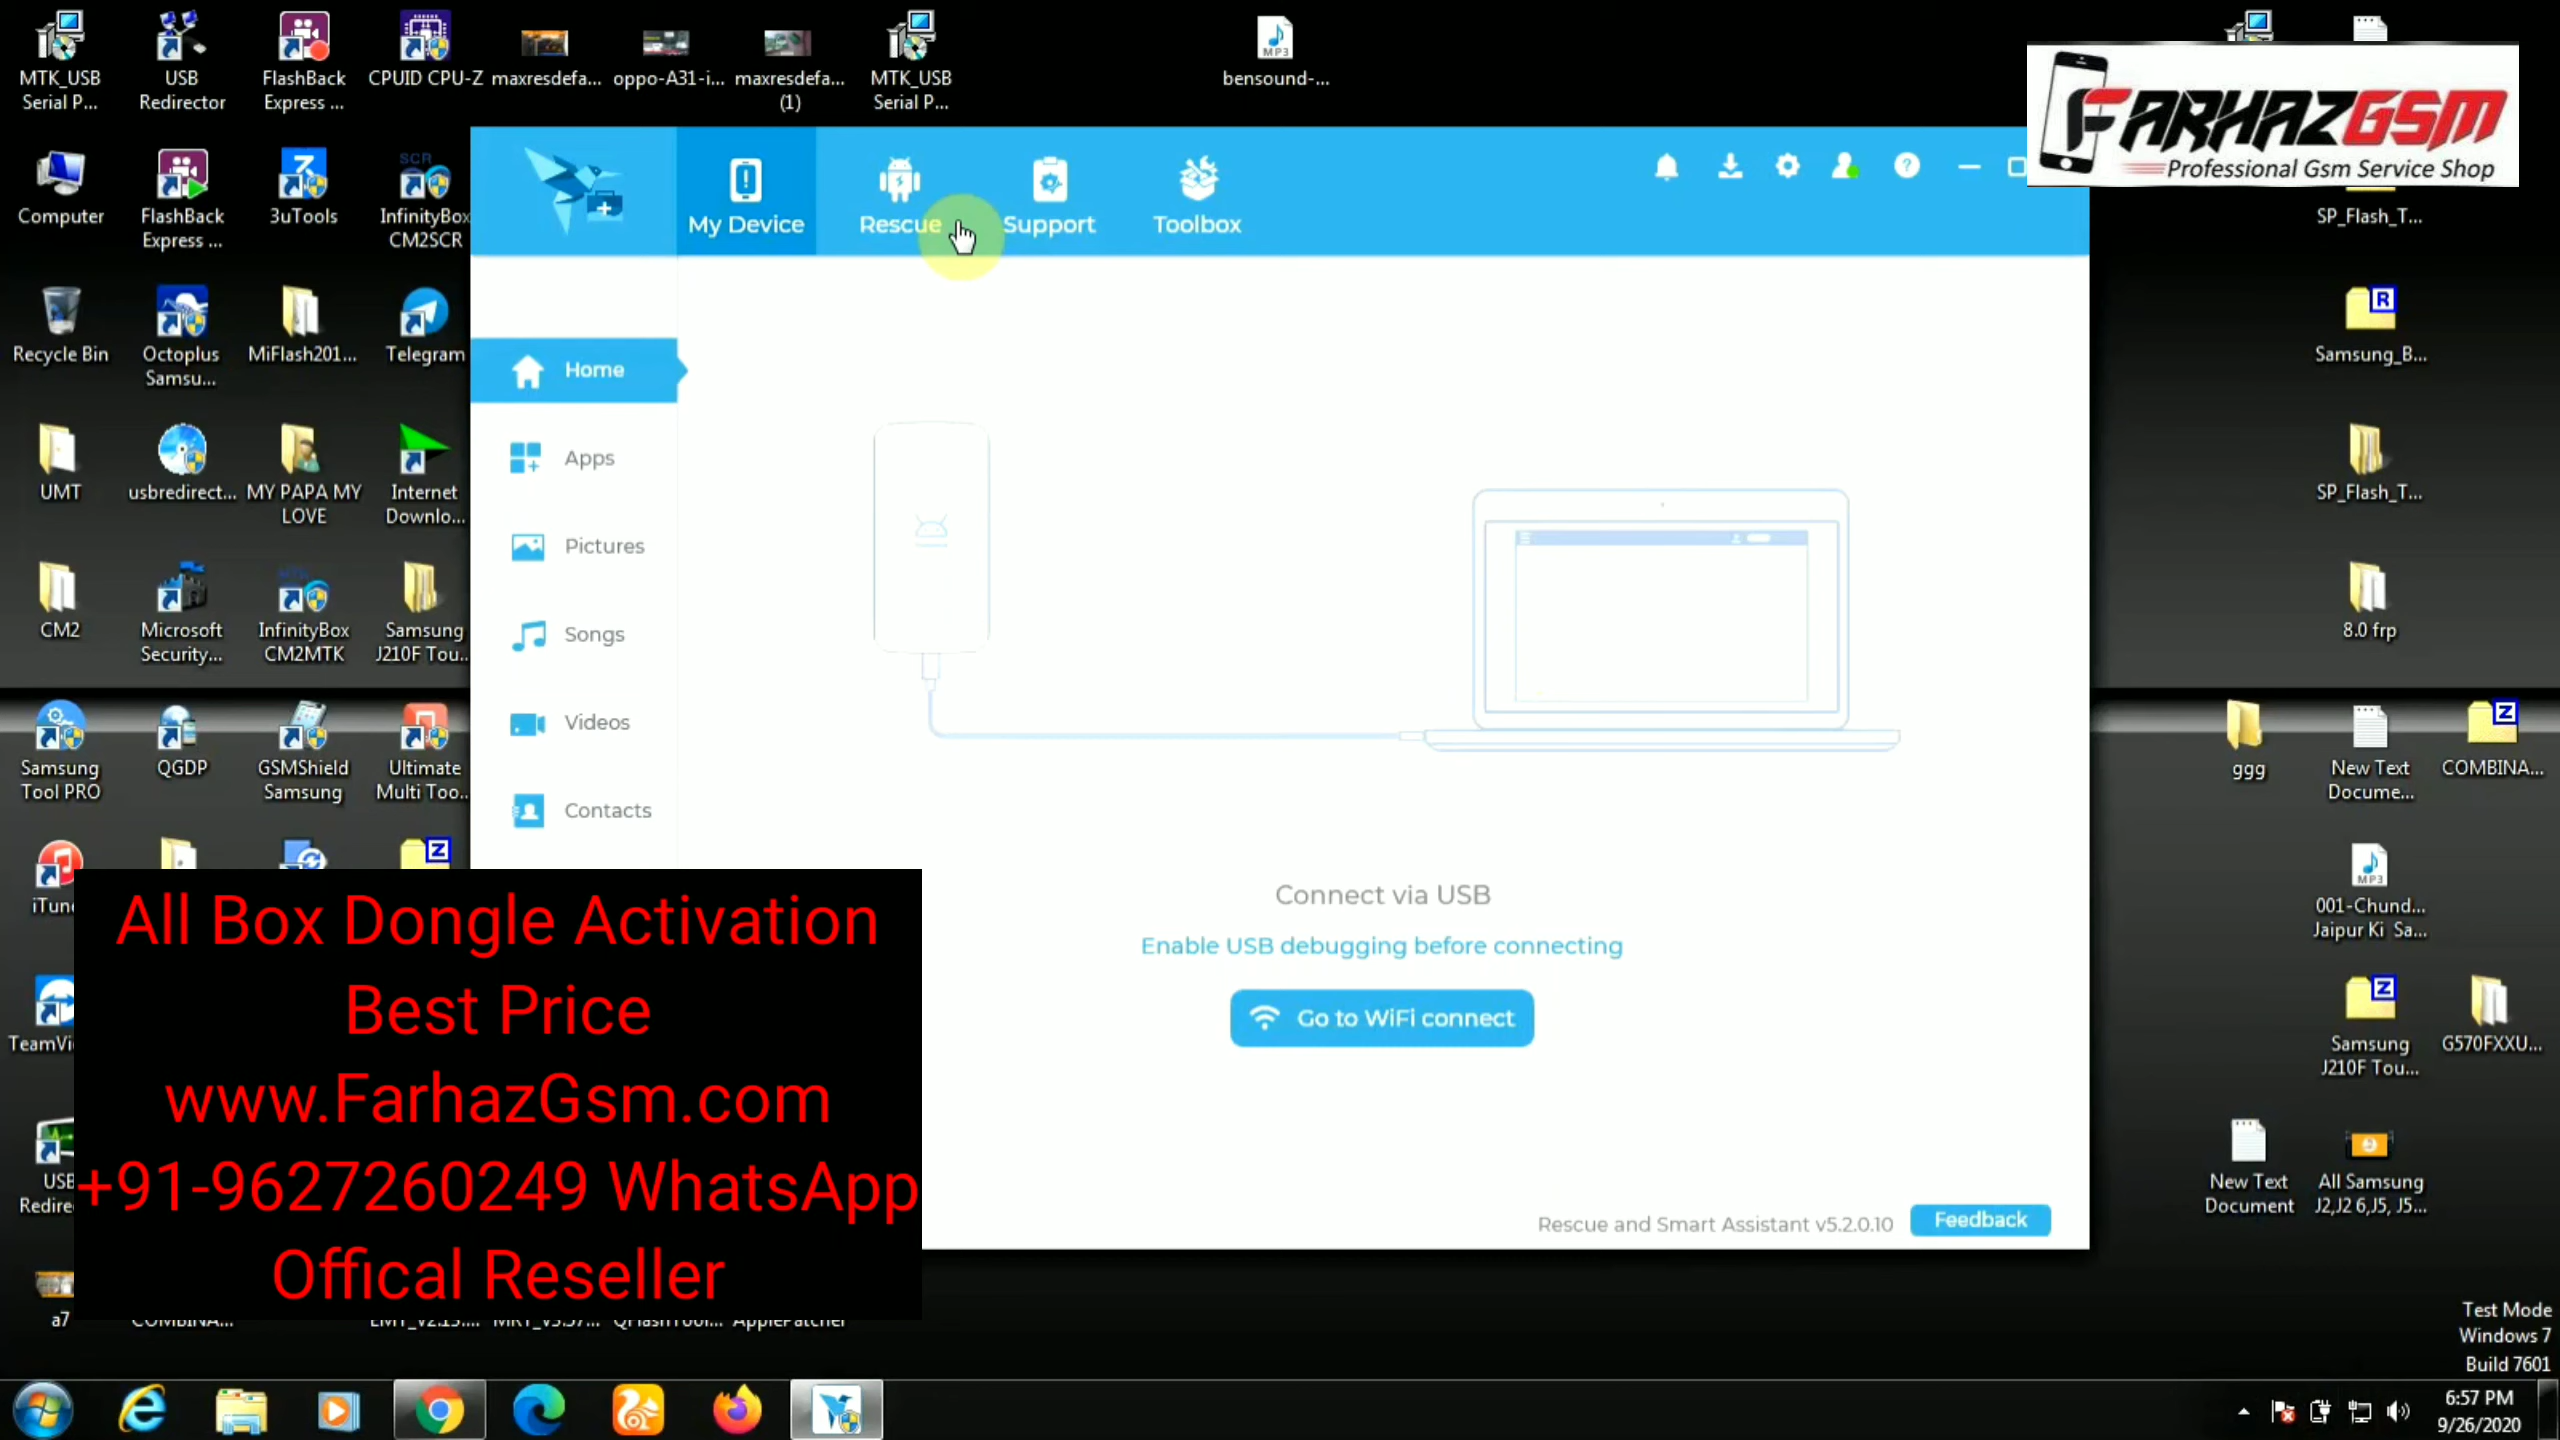 MTK_USB
Serial P...
USB
Redirector
FlashBack
Express ...
CPUID CPU-Z
maxresdefa...
oppo-A31-i...
maxresdefa...
(1)
MTK_USB
Serial P...
bensound-...
MP3
FARHAZGSM
Professional Gsm Service Shop
My Device
Rescue
Support
Toolbox
Computer
FlashBack
Express ...
3uTools
SCR
InfinityBox
CM2SCR
SP_Flash_T...
Home
Recycle Bin
Octoplus
Samsu...
MiFlash201...
Telegram
R
Samsung_B...
Apps
UMT
usbredirect...
MY PAPA MY
LOVE
Internet
Downlo...
SP_Flash_T...
Pictures
CM2
Microsoft
Security...
MTK
InfinityBox
CM2MTK
Samsung
J210F Tou...
8.0 frp
Songs
Videos
Samsung
Tool PRO
QGDP
GSMShield
Samsung
Ultimate
Multi Too...
ggg
New Text
Docume...
Z
COMBINA...
Contacts
Z
Connect via USB
Enable USB debugging before connecting
Go to WiFi connect
MP3
001-Chund...
Jaipur Ki Sa...
Z
Samsung
J210F Tou...
G570FXXU...
All Box Dongle Activation
Best Price
www.FarhazGsm.com
+91-9627260249 WhatsApp
Offical Reseller
New Text
Document
All Samsung
J2,J2 6,J5, J5...
Rescue and Smart Assistant v5.2.0.10
Feedback
a7
Test Mode
Windows 7
Build 7601
6:57 PM
9/26/2020